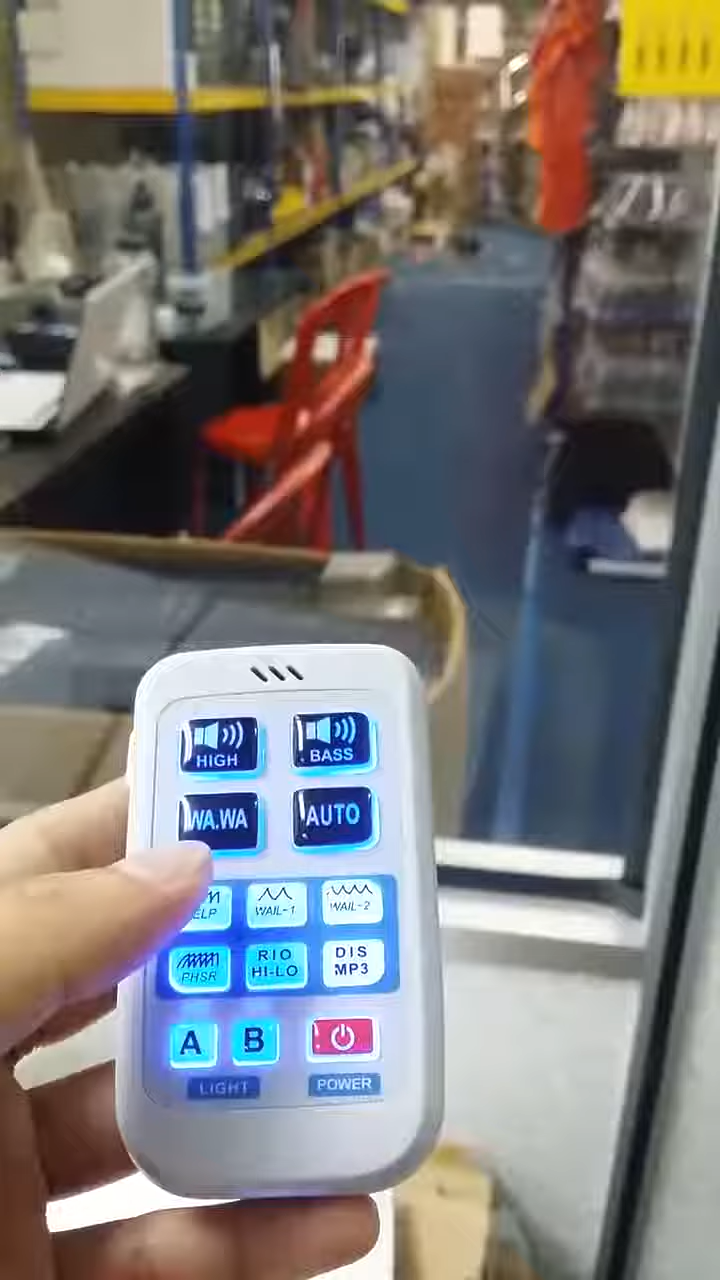 HIGH
BASS
WA.WA
AUTO
WAIL-1
WAIL-2
PHSR
RIO
HI-LO
DIS
MP3
A
B
LIGHT
POWER